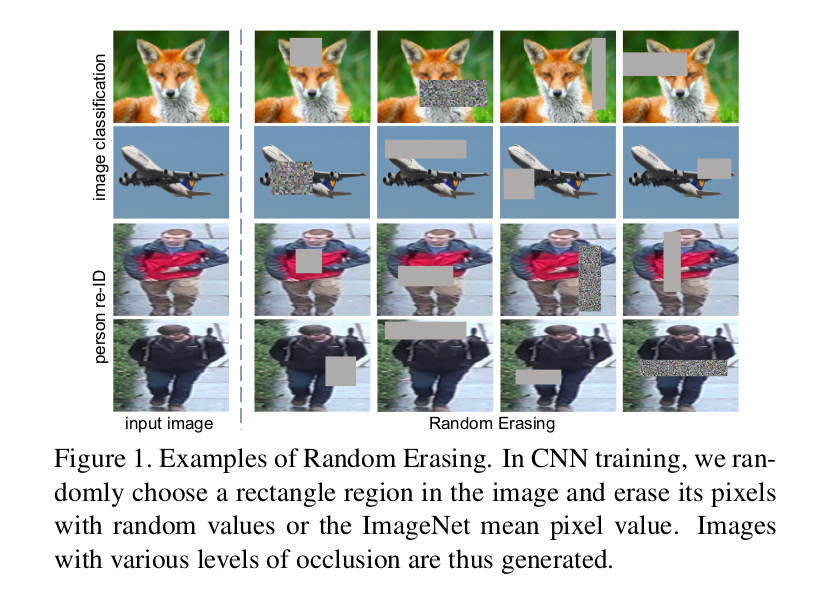 image classification
person re-ID
input image
Random Erasing
Figure 1. Examples of Random Erasing. In CNN training, we ran-
domly choose a rectangle region in the image and erase its pixels
with random values or the ImageNet mean pixel value. Images
with various levels of occlusion are thus generated.